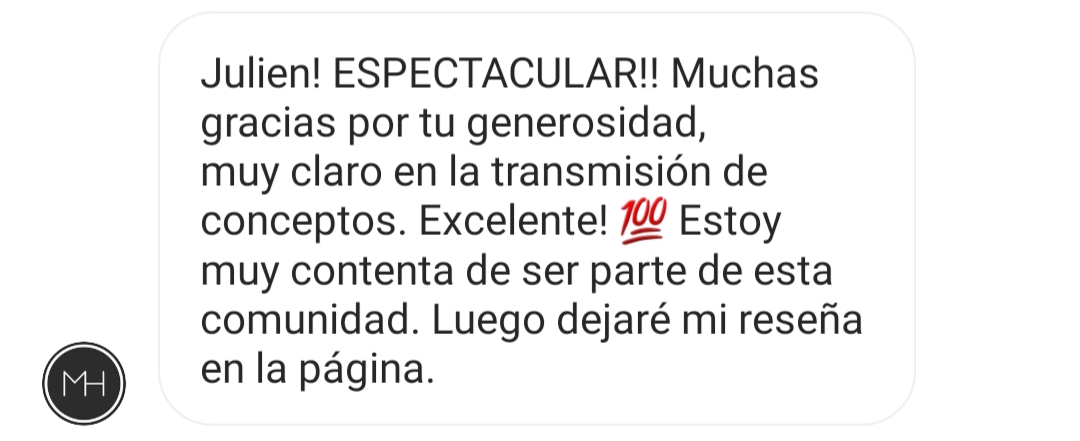 Julien! ESPECTACULAR!! Muchas
gracias por tu generosidad,
muy claro en la transmisión de
conceptos. Excelente! 💯 Estoy
muy contenta de ser parte de esta
comunidad. Luego dejaré mi reseña
en la página.
MH